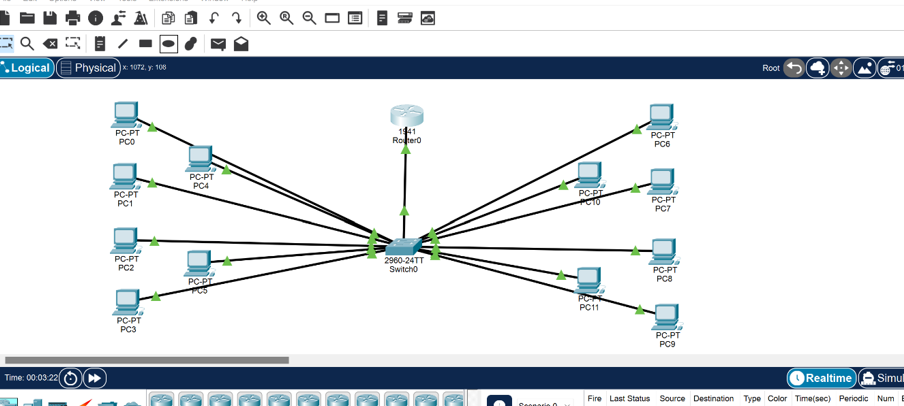 Logical
Physical
x: 1072, y: 108
Root
PC-PT
PC0
1941
Router0
PC-PT
PC6
PC-PT
PC4
PC-PT
PC10
PC-PT
PC1
PC-PT
PC7
PC-PT
PC2
2960-24TT
Switch0
PC-PT
PC8
PC-PT
PC5
PC-PT
PC11
PC-PT
PC3
PC-PT
PC9
Time: 00:03:22
Realtime
Simul
Fire Last Status Source Destination Type Color Time(sec) Periodic Num